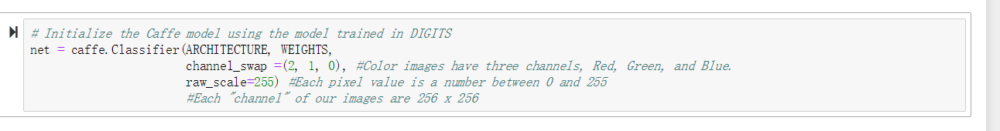 # Initialize the Caffe model using the model trained in DIGITS
net = caffe.Classifier(ARCHITECTURE, WEIGHTS,
channel_swap =(2, 1, 0), #Color images have three channels, Red, Green, and Blue.
raw_scale=255) #Each pixel value is a number between 0 and 255
#Each "channel" of our images are 256 x 256